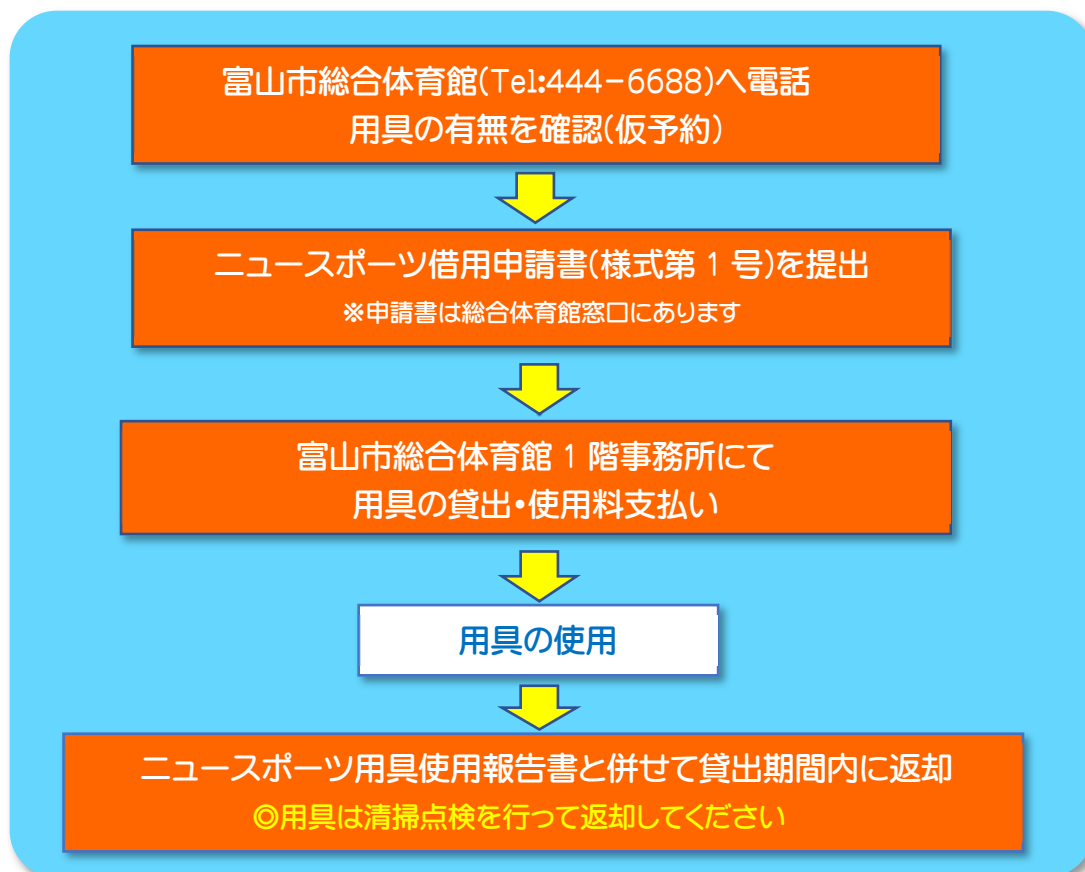 富山市総合体育館(Tel:444-6688)へ電話
用具の有無を確認(仮予約)
ニュースポーツ借用申請書(様式第 1 号)を提出
※申請書は総合体育館窓口にあります
富山市総合体育館 1 階事務所にて
用具の貸出・使用料支払い
用具の使用
ニュースポーツ用具使用報告書と併せて貸出期間内に返却
◎用具は清掃点検を行って返却してください